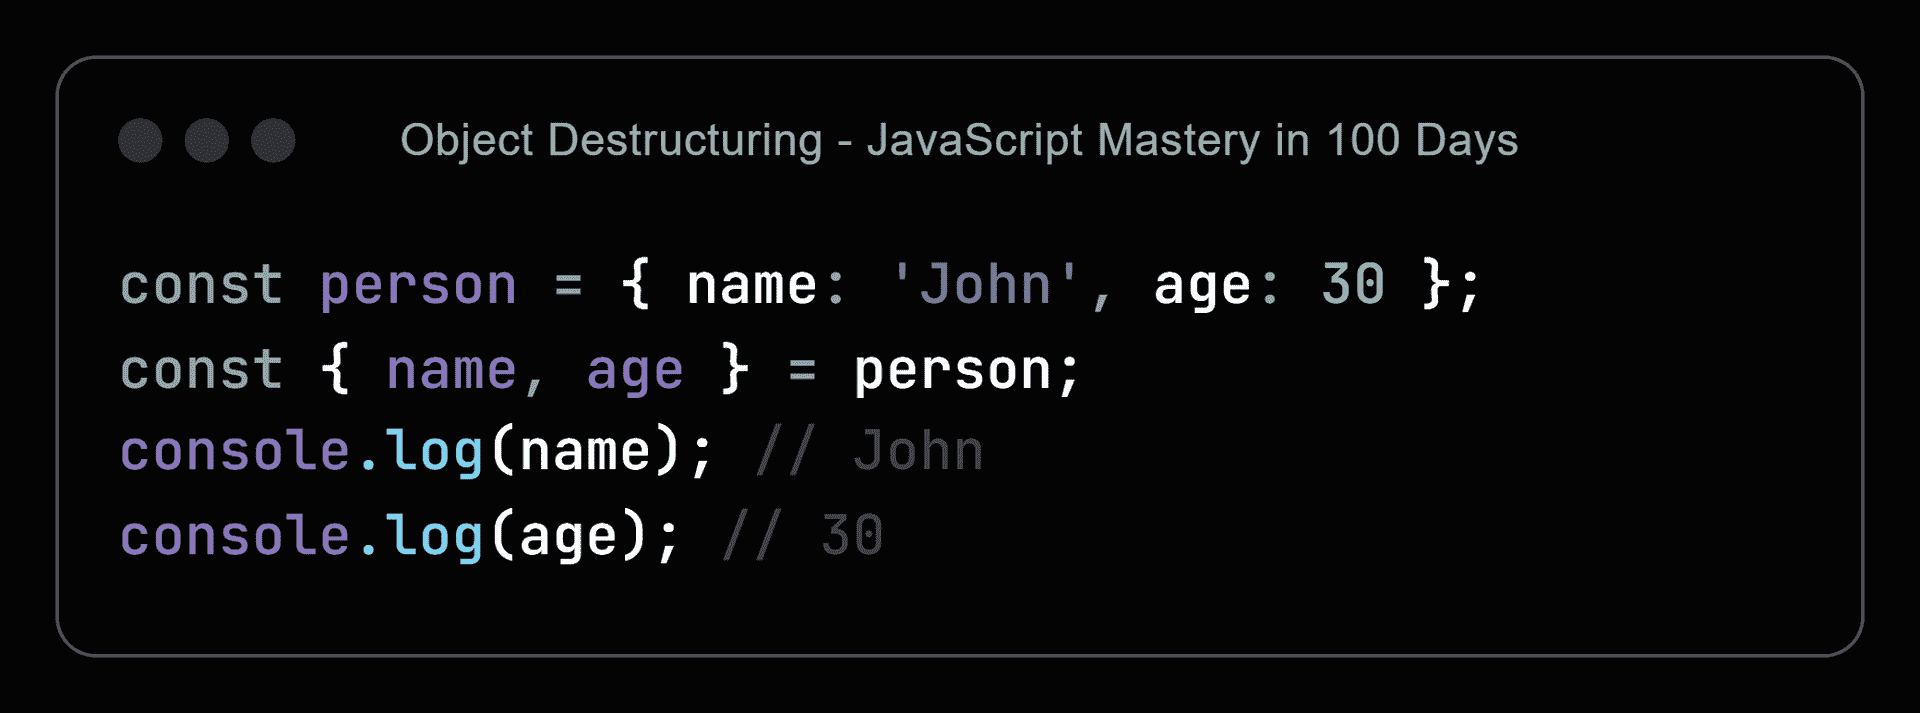 Object Destructuring - JavaScript Mastery in 100 Days
const person = { name: 'John', age: 30 };
const { name, age } = person;
console.log(name); // John
console.log(age); // 30